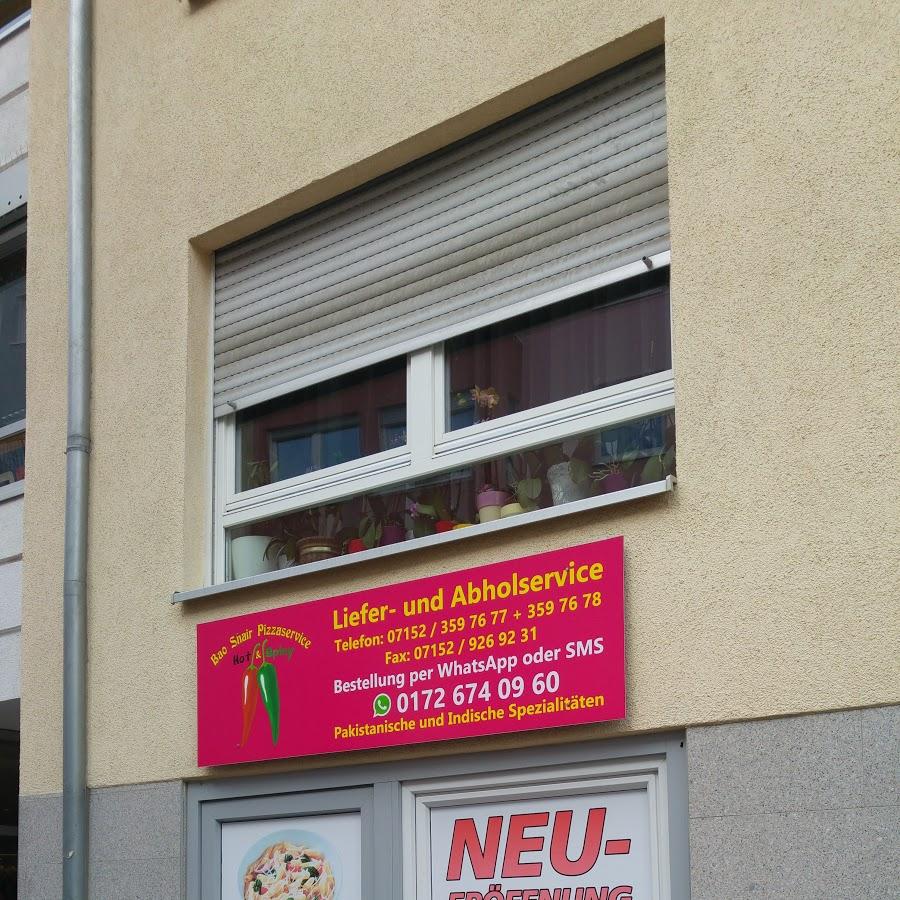 Bao Snair Pizzaservice
Hot & Spicy
Liefer- und Abholservice
Telefon: 07152 / 359 76 77 + 359 76 78
Fax: 07152 / 926 92 31
Bestellung per WhatsApp oder SMS
0172 674 09 60
Pakistanische und Indische Spezialitäten
NEU-
ERÖFFNUNG